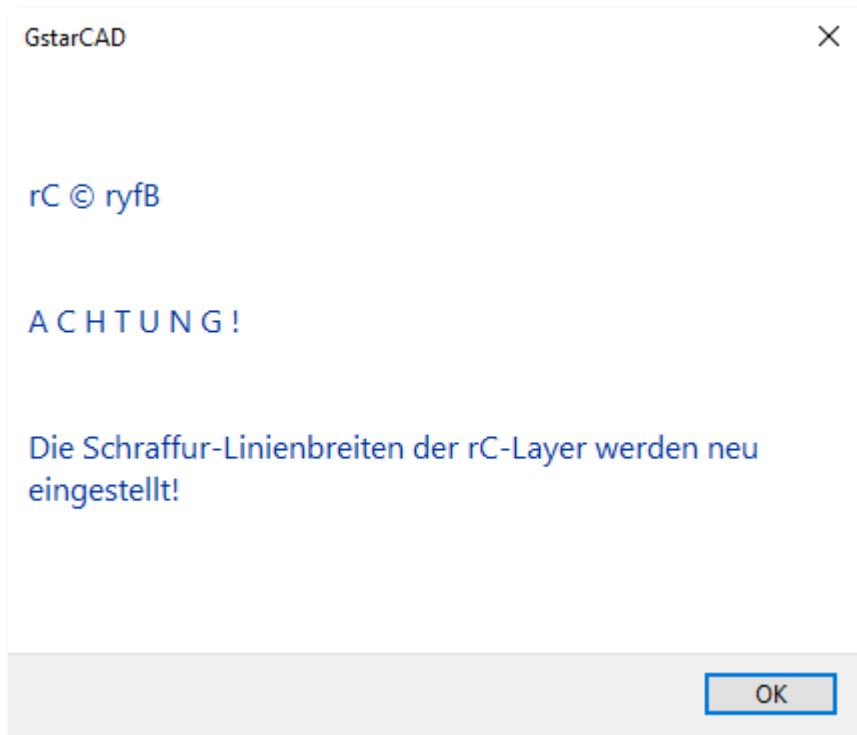 GstarCAD
rC © ryfB
A C H T U N G !
Die Schraffur-Linienbreiten der rC-Layer werden neu
eingestellt!
OK